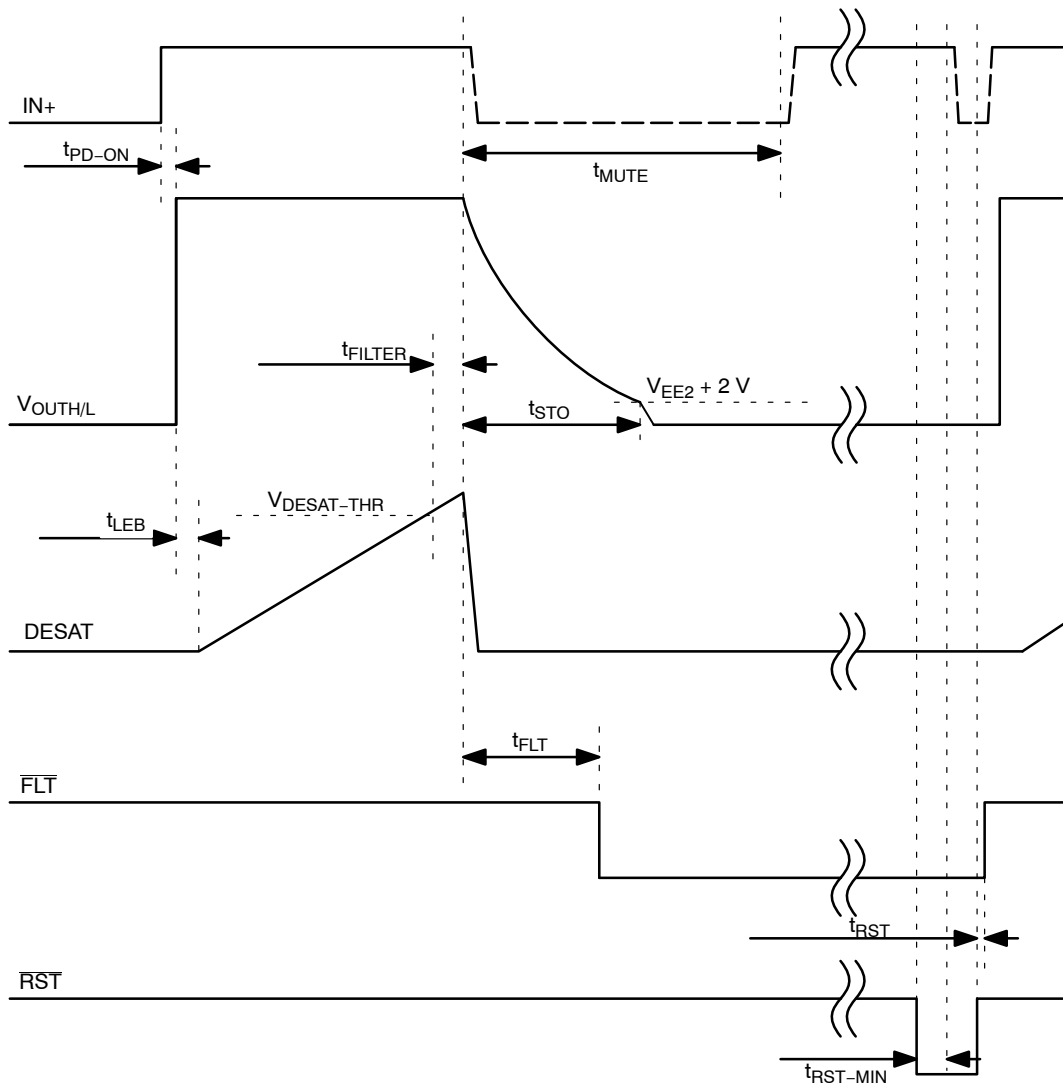 IN+
tPD−ON
tMUTE
tFILTER
VEE2 + 2 V
VOUTH/L
tSTO
VDESAT−THR
tLEB
DESAT
tFLT
FLT
tRST
RST
tRST−MIN